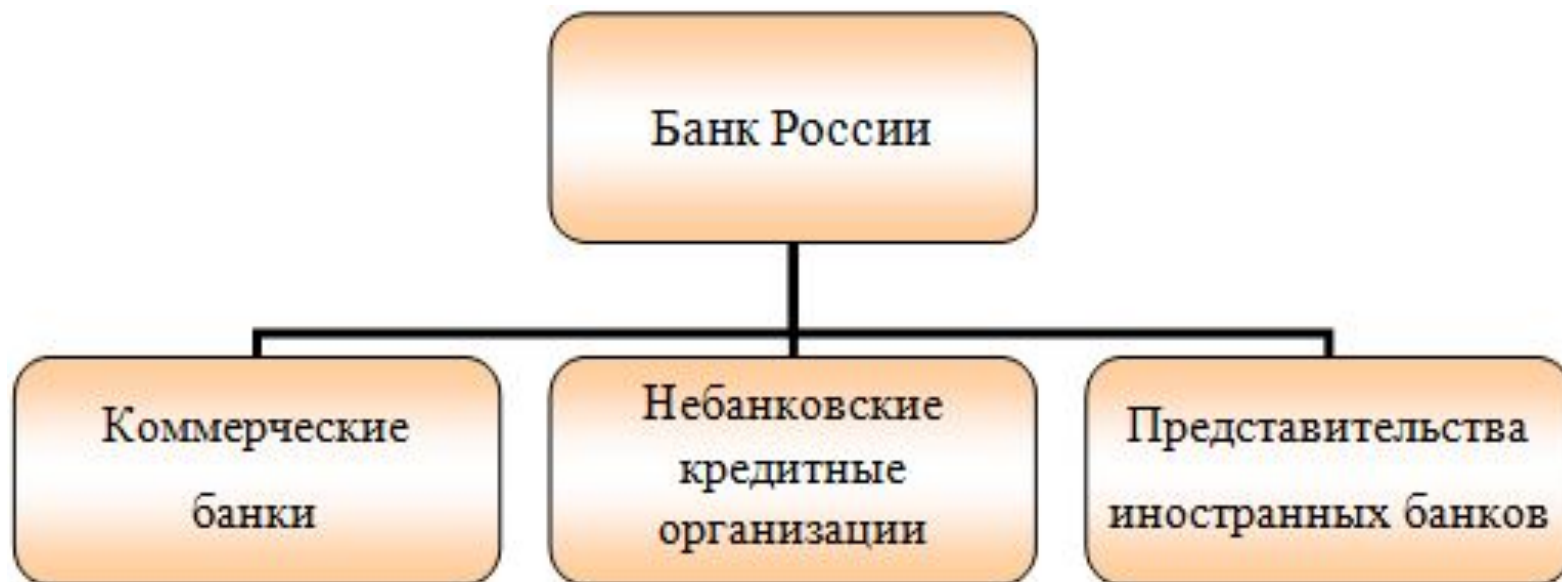 Банк России
Коммерческие
банки
Небанковские
кредитные
организации
Представительства
иностранных банков